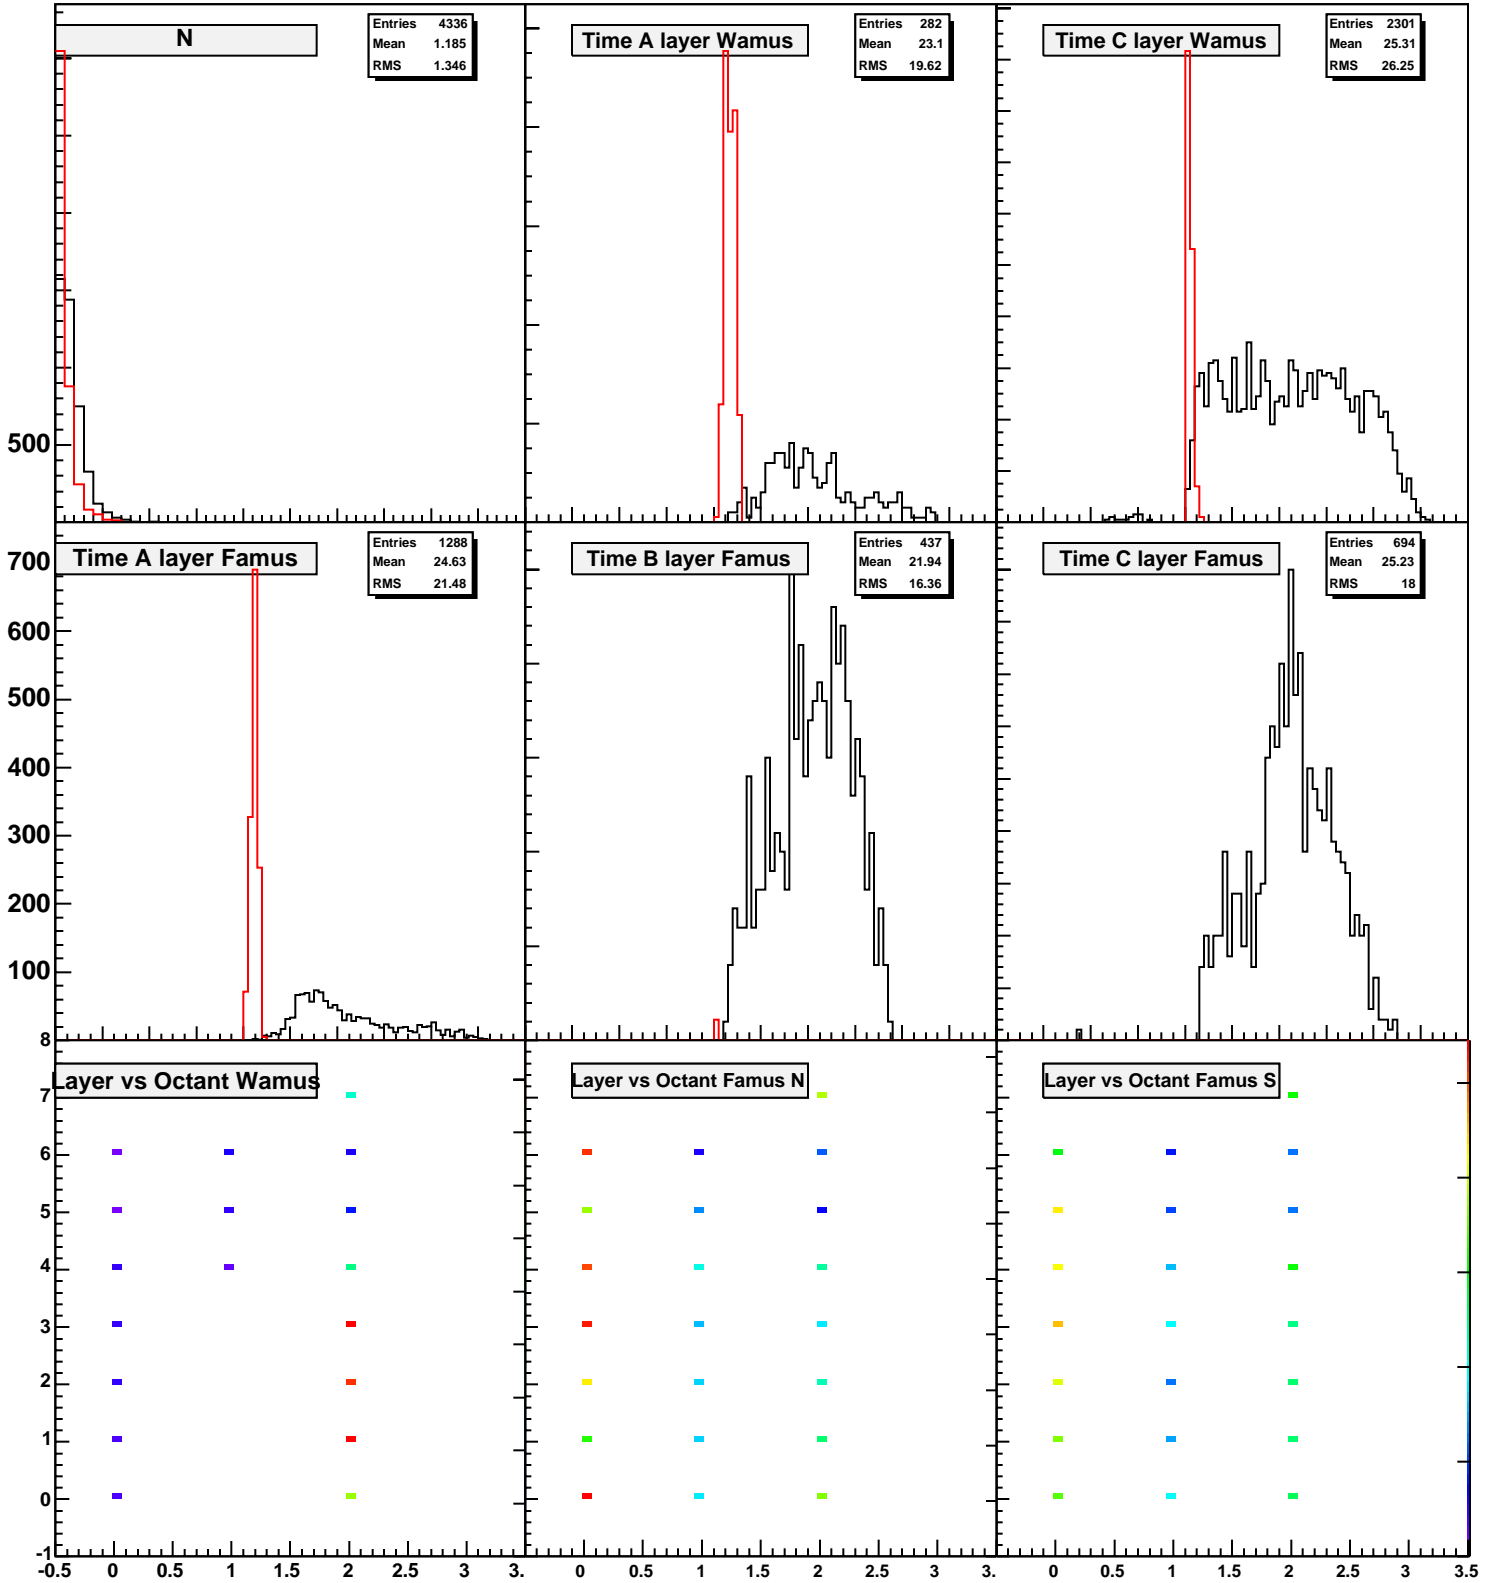 N
Entries 4336
Mean 1.185
RMS 1.346
Time A layer Wamus
Entries 282
Mean 23.1
RMS 19.62
Time C layer Wamus
Entries 2301
Mean 25.31
RMS 26.25
500
Time A layer Famus
Entries 1288
Mean 24.63
RMS 21.48
Time B layer Famus
Entries 437
Mean 21.94
RMS 16.36
Time C layer Famus
Entries 694
Mean 25.23
RMS 18
700
600
500
400
300
200
100
8
Layer vs Octant Wamus
Layer vs Octant Famus N
Layer vs Octant Famus S
7
6
5
4
3
2
1
0
-1
-0.5 0 0.5 1 1.5 2 2.5 3 3.
0 0.5 1 1.5 2 2.5 3 3.
0 0.5 1 1.5 2 2.5 3 3.5